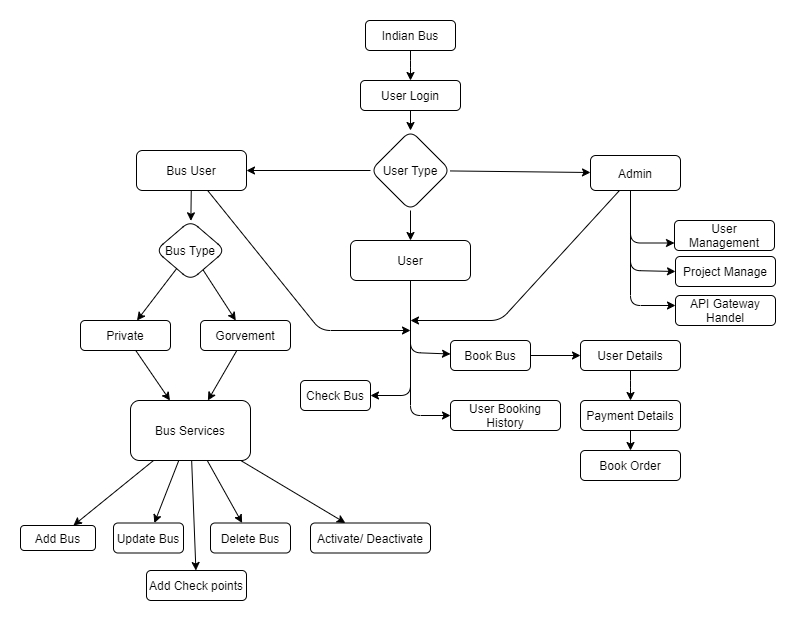 Indian Bus
User Login
Bus User
User Type
Admin
User
Management
Bus Type
User
Project Manage
API Gateway
Handel
Private
Gorvement
Book Bus
User Details
Check Bus
User Booking
History
Payment Details
Bus Services
Book Order
Add Bus
Update Bus
Delete Bus
Activate/ Deactivate
Add Check points